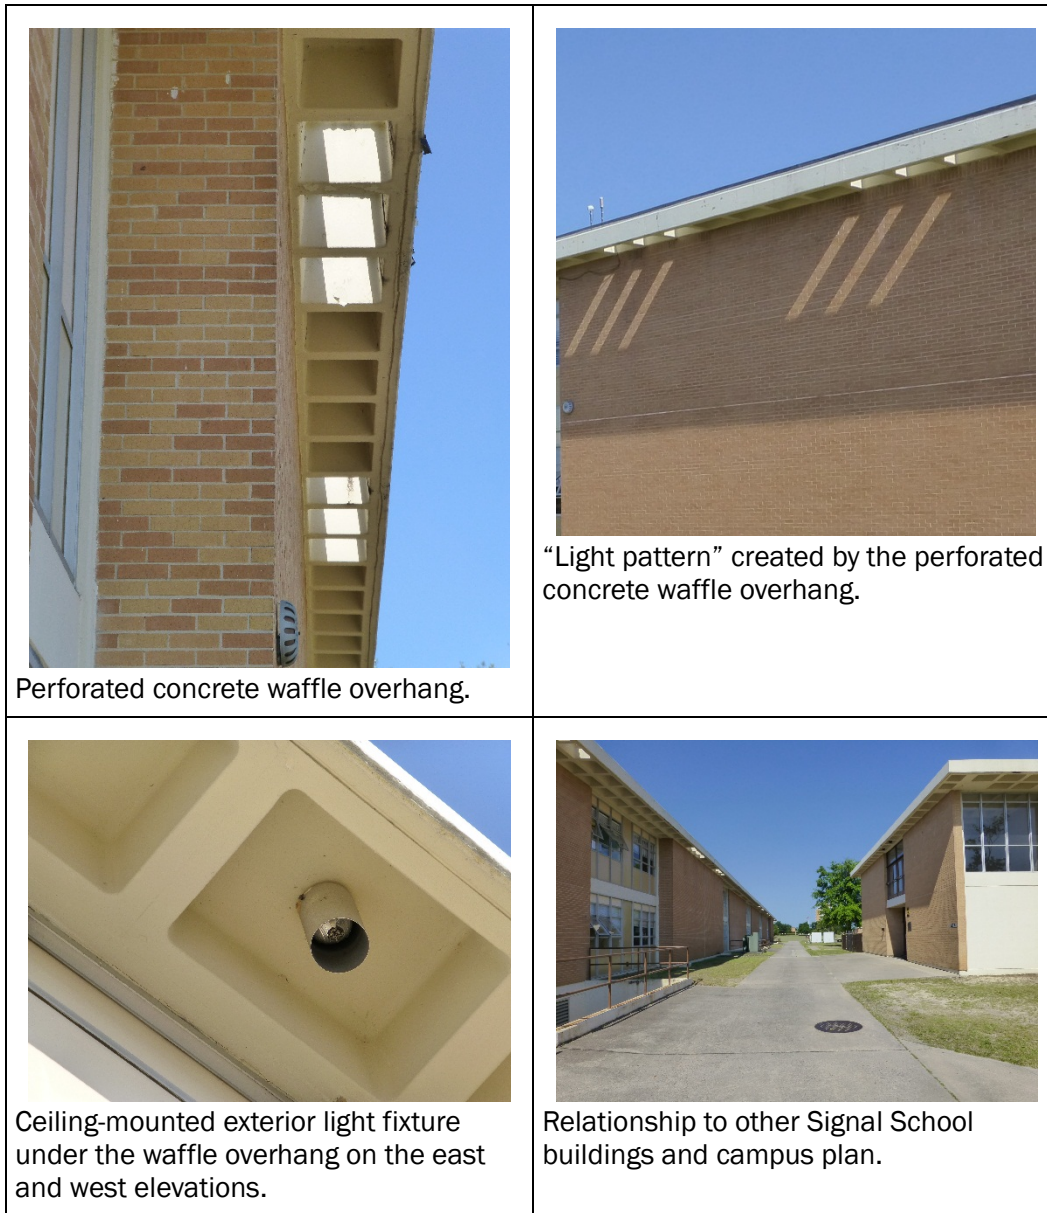 Perforated concrete waffle overhang.
“Light pattern” created by the perforated
concrete waffle overhang.
Ceiling-mounted exterior light fixture
under the waffle overhang on the east
and west elevations.
Relationship to other Signal School
buildings and campus plan.